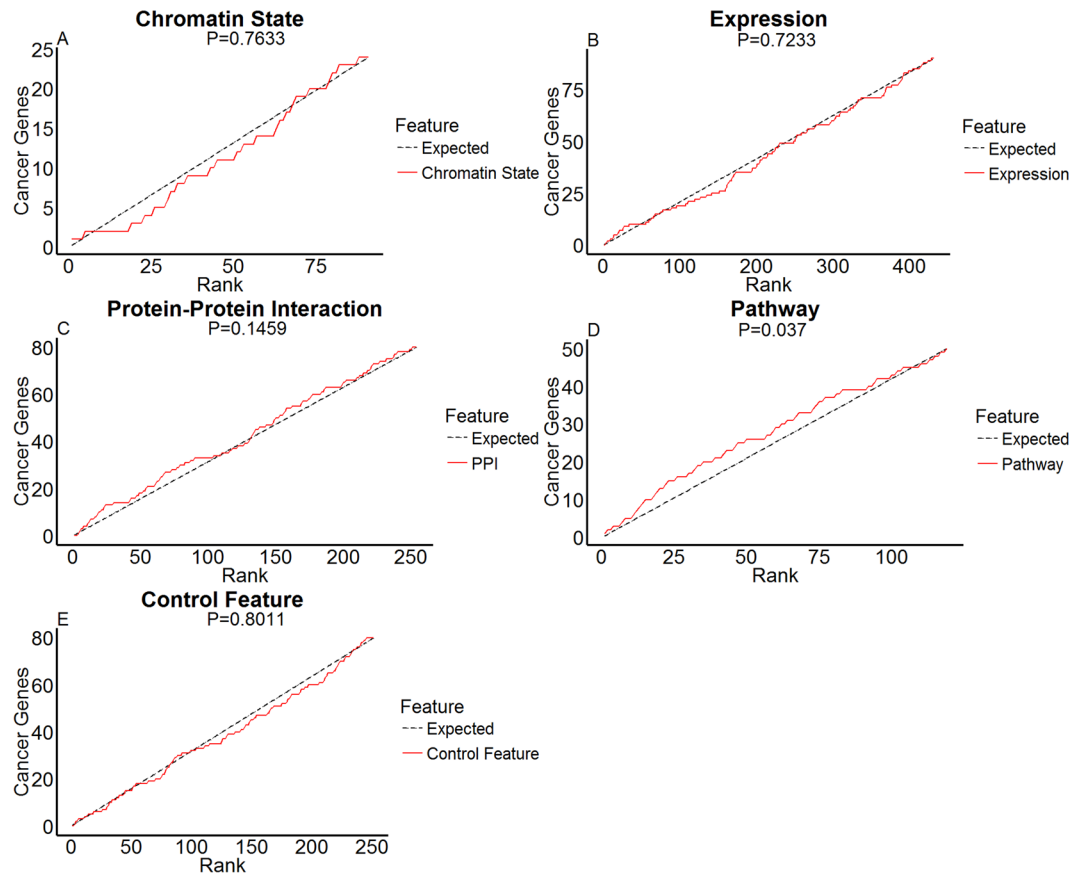 Chromatin State
P=0.7633
A
Cancer Genes
25
20
15
10
5
0
0 25 50 75
Rank
Feature
Expected
Chromatin State
Expression
P=0.7233
B
Cancer Genes
75
50
25
0
0 100 200 300 400
Rank
Feature
Expected
Expression
Protein-Protein Interaction
P=0.1459
C
Cancer Genes
80
60
40
20
0
0 50 100 150 200 250
Rank
Feature
Expected
PPI
Pathway
P=0.037
D
Cancer Genes
50
40
30
20
10
0
0 25 50 75 100
Rank
Feature
Expected
Pathway
Control Feature
P=0.8011
E
Cancer Genes
80
60
40
20
0
0 50 100 150 200 250
Rank
Feature
Expected
Control Feature